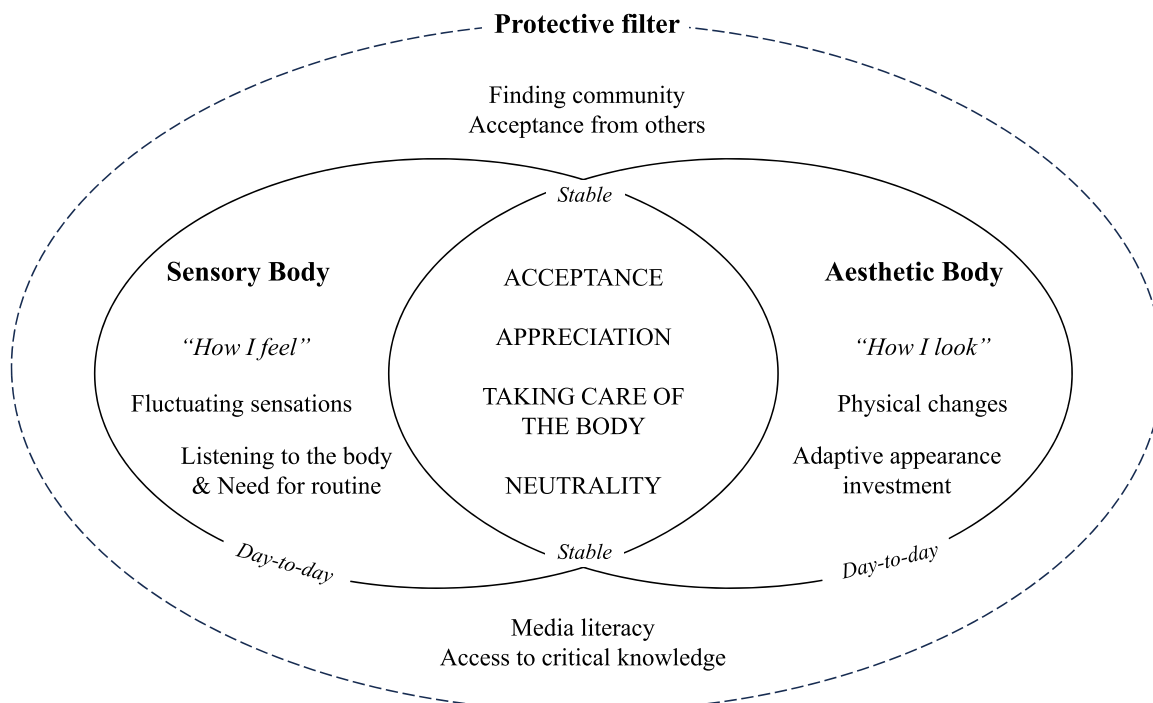 Protective filter
Finding community
Acceptance from others
Stable
Sensory Body
“How I feel”
Fluctuating sensations
Listening to the body
& Need for routine
Day-to-day
ACCEPTANCE
APPRECIATION
TAKING CARE OF
THE BODY
NEUTRALITY
Stable
Aesthetic Body
“How I look”
Physical changes
Adaptive appearance
investment
Day-to-day
Media literacy
Access to critical knowledge